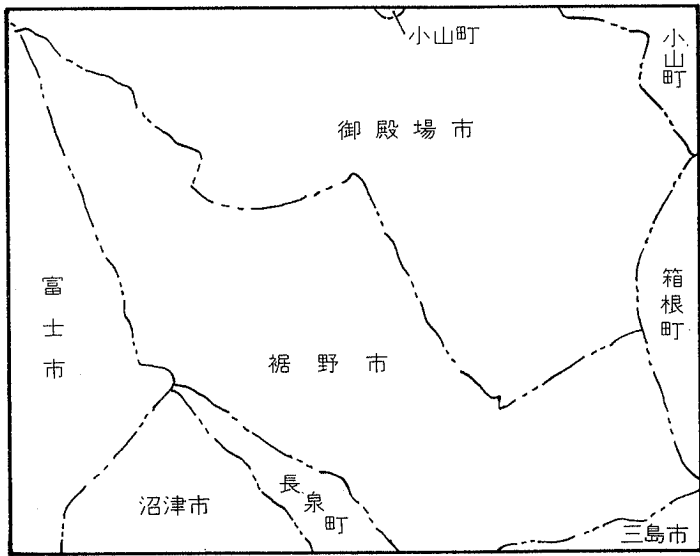 小山町
小山町
御殿場市
箱根町
富士市
裾野市
長泉町
沼津市
三島市